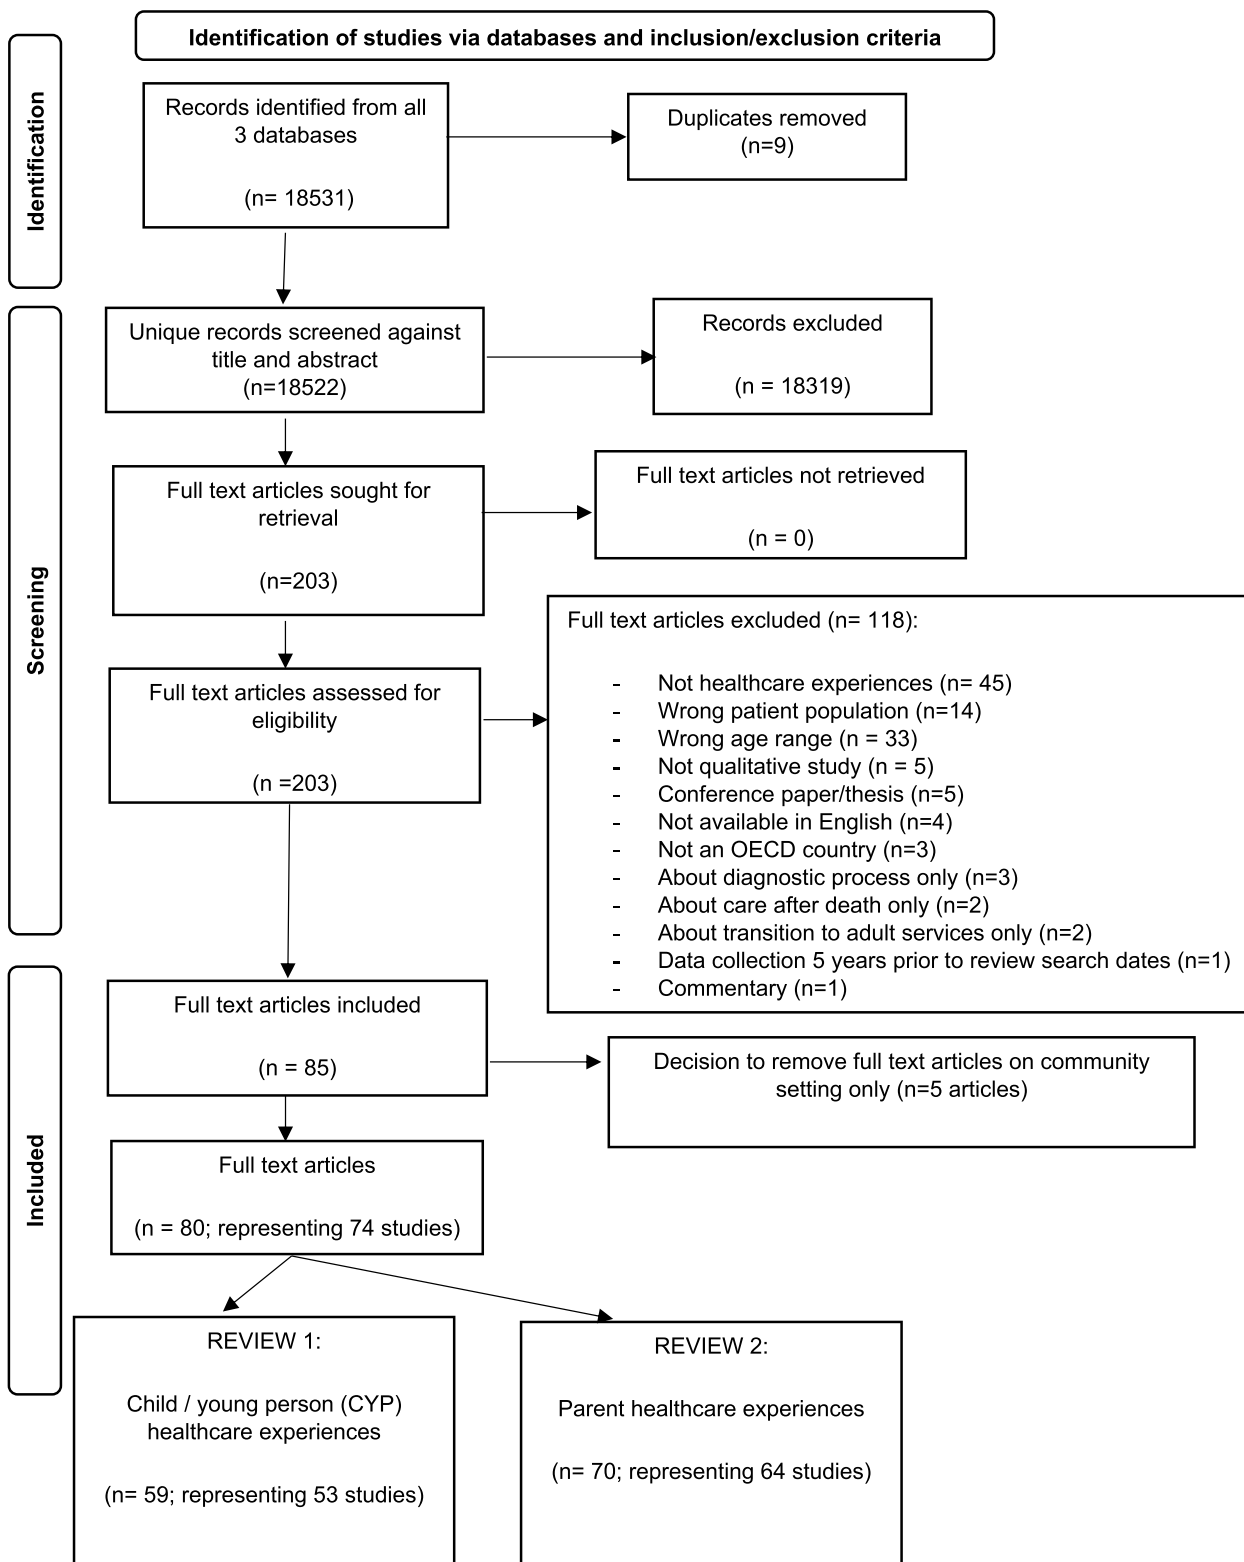 Identification of studies via databases and inclusion/exclusion criteria
Identification
Records identified from all
3 databases
(n= 18531)
Duplicates removed
(n=9)
Screening
Unique records screened against
title and abstract
(n=18522)
Records excluded
(n = 18319)
Full text articles sought for
retrieval
(n=203)
Full text articles not retrieved
(n = 0)
Full text articles assessed for
eligibility
(n =203)
Full text articles excluded (n= 118):
- Not healthcare experiences (n= 45)
- Wrong patient population (n=14)
- Wrong age range (n = 33)
- Not qualitative study (n = 5)
- Conference paper/thesis (n=5)
- Not available in English (n=4)
- Not an OECD country (n=3)
- About diagnostic process only (n=3)
- About care after death only (n=2)
- About transition to adult services only (n=2)
- Data collection 5 years prior to review search dates (n=1)
- Commentary (n=1)
Included
Full text articles included
(n = 85)
Decision to remove full text articles on community
setting only (n=5 articles)
Full text articles
(n = 80; representing 74 studies)
REVIEW 1:
Child / young person (CYP)
healthcare experiences
(n= 59; representing 53 studies)
REVIEW 2:
Parent healthcare experiences
(n= 70; representing 64 studies)